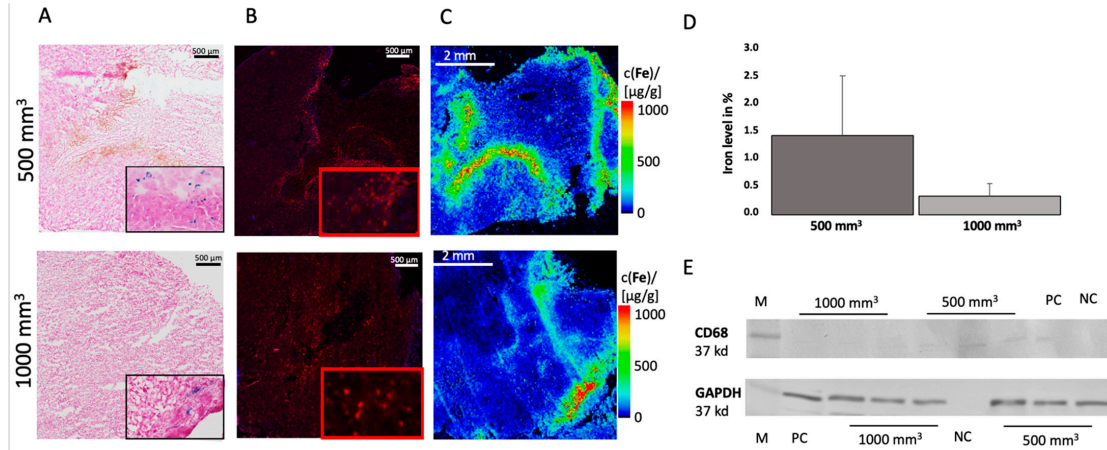 A
B
C
D
500 mm³
500 µm
500 µm
2 mm
c(Fe)/
[µg/g]
1000
500
0
1000 mm³
500 µm
500 µm
2 mm
c(Fe)/
[µg/g]
1000
500
0
Iron level in %
3.0
2.5
2.0
1.5
1.0
0.5
0.0
500 mm³
1000 mm³
E
M
1000 mm³
500 mm³
PC
NC
CD68
37 kd
GAPDH
37 kd
M
PC
1000 mm³
NC
500 mm³